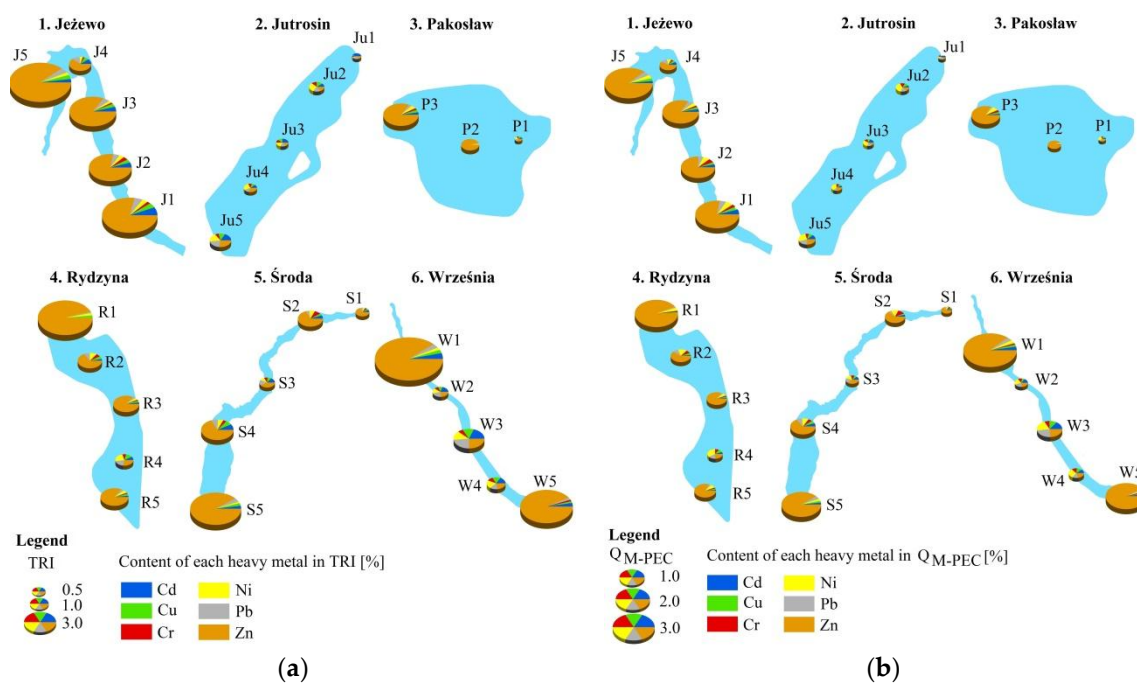 1. Jeżewo
2. Jutrosin
3. Pakosław
J5
J4
J3
J2
J1
Ju1
Ju2
Ju3
Ju4
Ju5
P3
P2
P1
4. Rydzyna
5. Środa
6. Września
R1
R2
R3
R4
R5
S2
S1
S3
S4
S5
W1
W2
W3
W4
W5
Legend
TRI
0.5
1.0
3.0
Content of each heavy metal in TRI [%]
Cd
Ni
Cu
Pb
Cr
Zn
(a)
1. Jeżewo
2. Jutrosin
3. Pakosław
J5
J4
J3
J2
J1
Ju1
Ju2
Ju3
Ju4
Ju5
P3
P2
P1
4. Rydzyna
5. Środa
6. Września
R1
R2
R3
R4
R5
S2
S1
S3
S4
S5
W1
W2
W3
W4
W5
Legend
QM-PEC
1.0
2.0
3.0
Content of each heavy metal in QM-PEC [%]
Cd
Ni
Cu
Pb
Cr
Zn
(b)